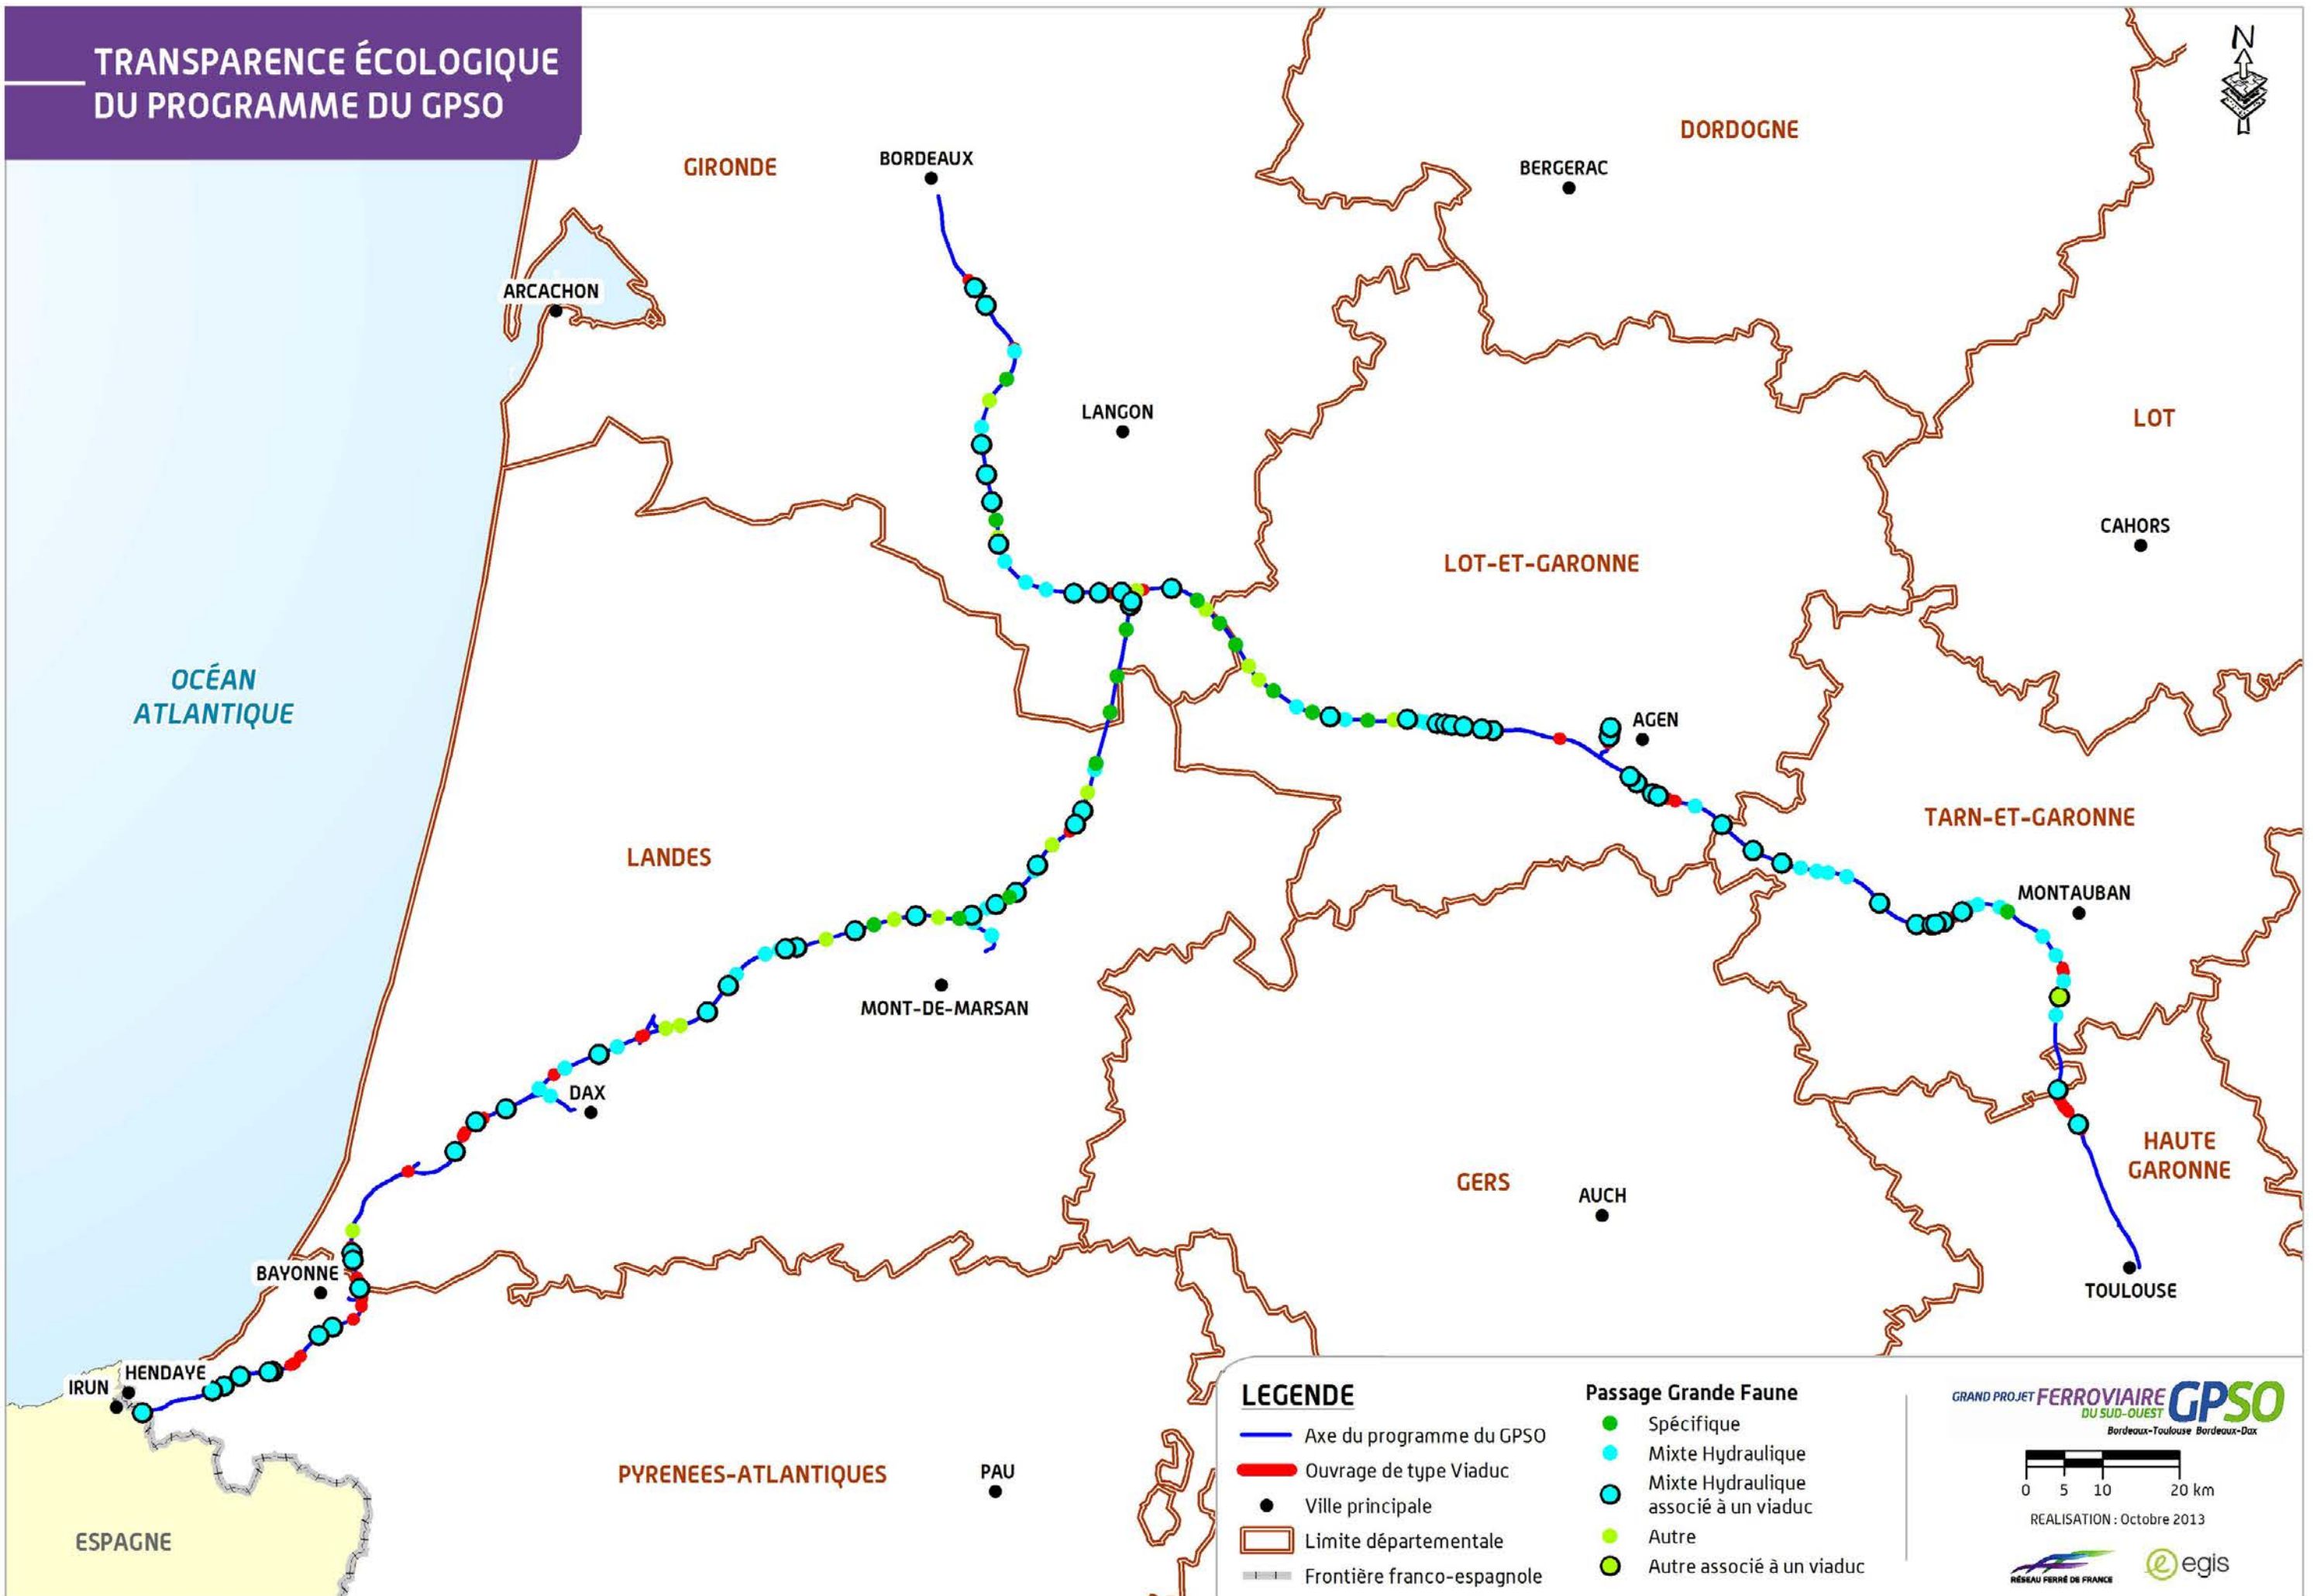 TRANSPARENCE ÉCOLOGIQUE
DU PROGRAMME DU GPSO
N
DORDOGNE
GIRONDE
BORDEAUX
BERGERAC
ARCACHON
LANGON
LOT
CAHORS
LOT-ET-GARONNE
OCÉAN
ATLANTIQUE
AGEN
TARN-ET-GARONNE
LANDES
MONTAUBAN
MONT-DE-MARSAN
DAX
HAUTE
GARONNE
GERS
AUCH
BAYONNE
TOULOUSE
HENDAYE
IRUN
PYRENEES-ATLANTIQUES
PAU
ESPAGNE
LEGENDE
Axe du programme du GPSO
Ouvrage de type Viaduc
Ville principale
Limite départementale
Frontière franco-espagnole
Passage Grande Faune
Spécifique
Mixte Hydraulique
Mixte Hydraulique
associé à un viaduc
Autre
Autre associé à un viaduc
GRAND PROJET FERROVIAIRE GPSO
DU SUD-OUEST
Bordeaux-Toulouse Bordeaux-Dax
0 5 10 20 km
REALISATION : Octobre 2013
RÉSEAU FERRÉ DE FRANCE
egis